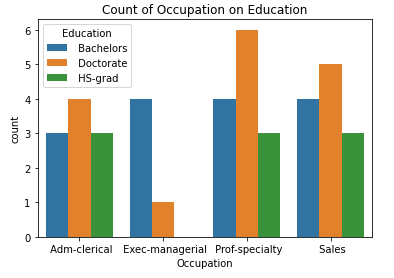 Count of Occupation on Education
Education
Bachelors
Doctorate
HS-grad
count
6
5
4
3
2
1
0
Adm-clerical Exec-managerial Prof-specialty Sales
Occupation